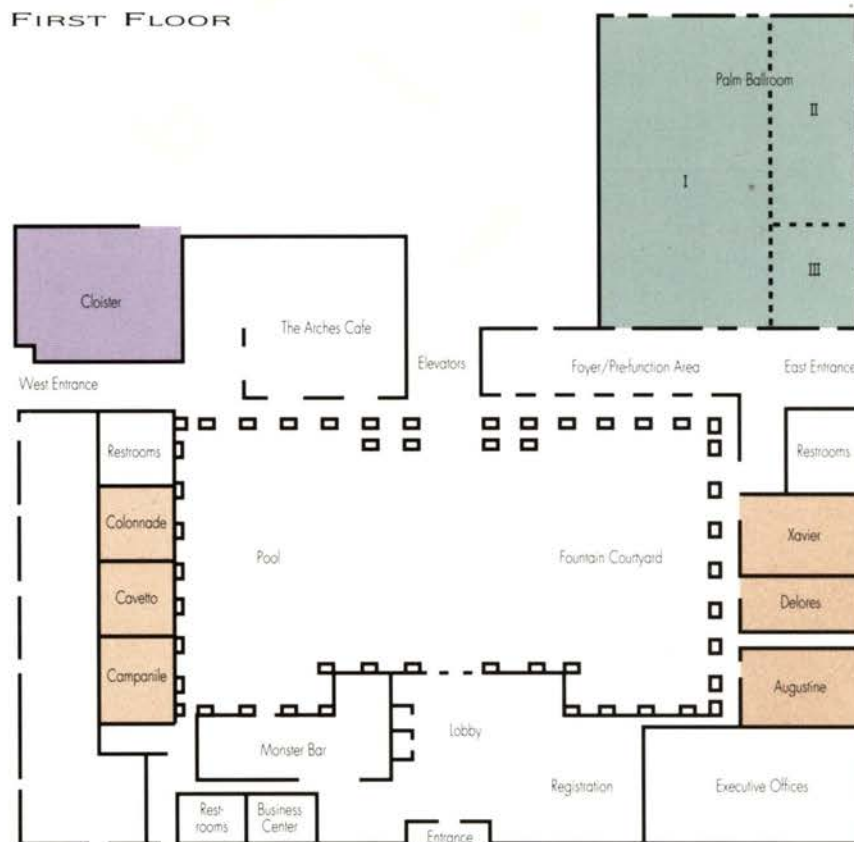 FIRST FLOOR
Palm Ballroom
II
I
III
Cloister
The Arches Cafe
Elevators
Foyer/Pre-function Area
East Entrance
West Entrance
Restrooms
Restrooms
Colonnade
Xavier
Pool
Fountain Courtyard
Cavetto
Delores
Campanile
Augustine
Lobby
Monster Bar
Registration
Executive Offices
Rest-
rooms
Business
Center
Entrance